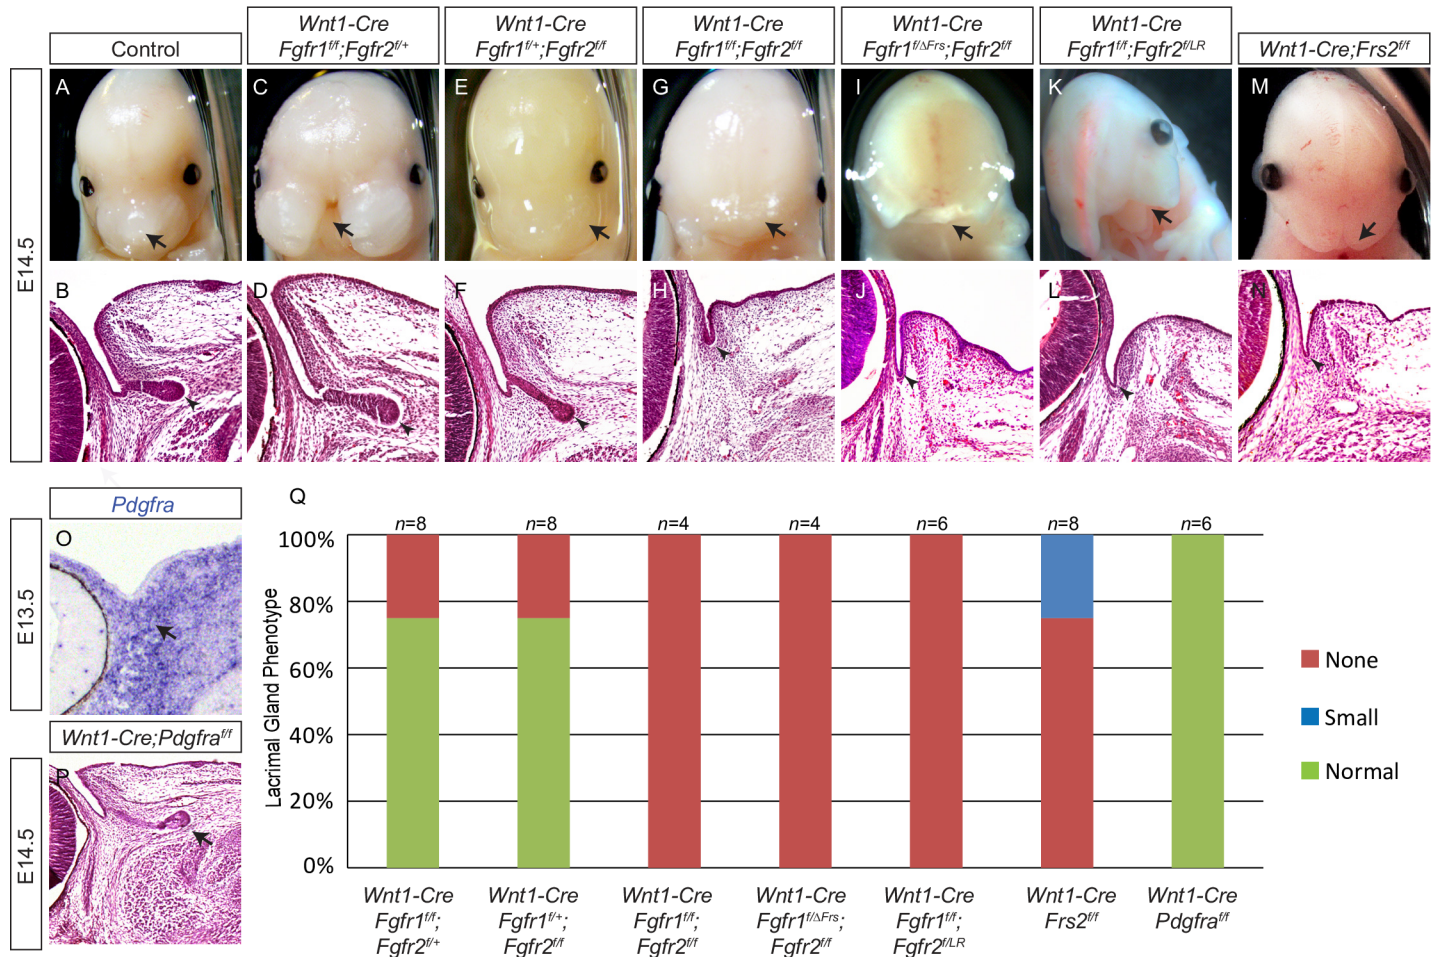 Control
Wnt1-Cre
Fgfr1f/f;Fgfr2f/+
Wnt1-Cre
Fgfr1f/+;Fgfr2f/f
Wnt1-Cre
Fgfr1f/f;Fgfr2f/f
Wnt1-Cre
Fgfr1f/ΔFrs;Fgfr2f/f
Wnt1-Cre
Fgfr1f/f;Fgfr2f/LR
Wnt1-Cre;Frs2f/f
E14.5
A
C
E
G
I
K
M
B
D
F
H
J
L
N
Pdgfra
E13.5
O
Wnt1-Cre;Pdgfraf/f
E14.5
P
Q
n=8
n=8
n=4
n=4
n=6
n=8
n=6
Lacrimal Gland Phenotype
100%
80%
60%
40%
20%
0%
Wnt1-Cre
Fgfr1f/f;
Fgfr2f/+
Wnt1-Cre
Fgfr1f/+;
Fgfr2f/f
Wnt1-Cre
Fgfr1f/f;
Fgfr2f/f
Wnt1-Cre
Fgfr1f/ΔFrs;
Fgfr2f/f
Wnt1-Cre
Fgfr1f/f;
Fgfr2f/LR
Wnt1-Cre
Frs2f/f
Wnt1-Cre
Pdgfraf/f
None
Small
Normal